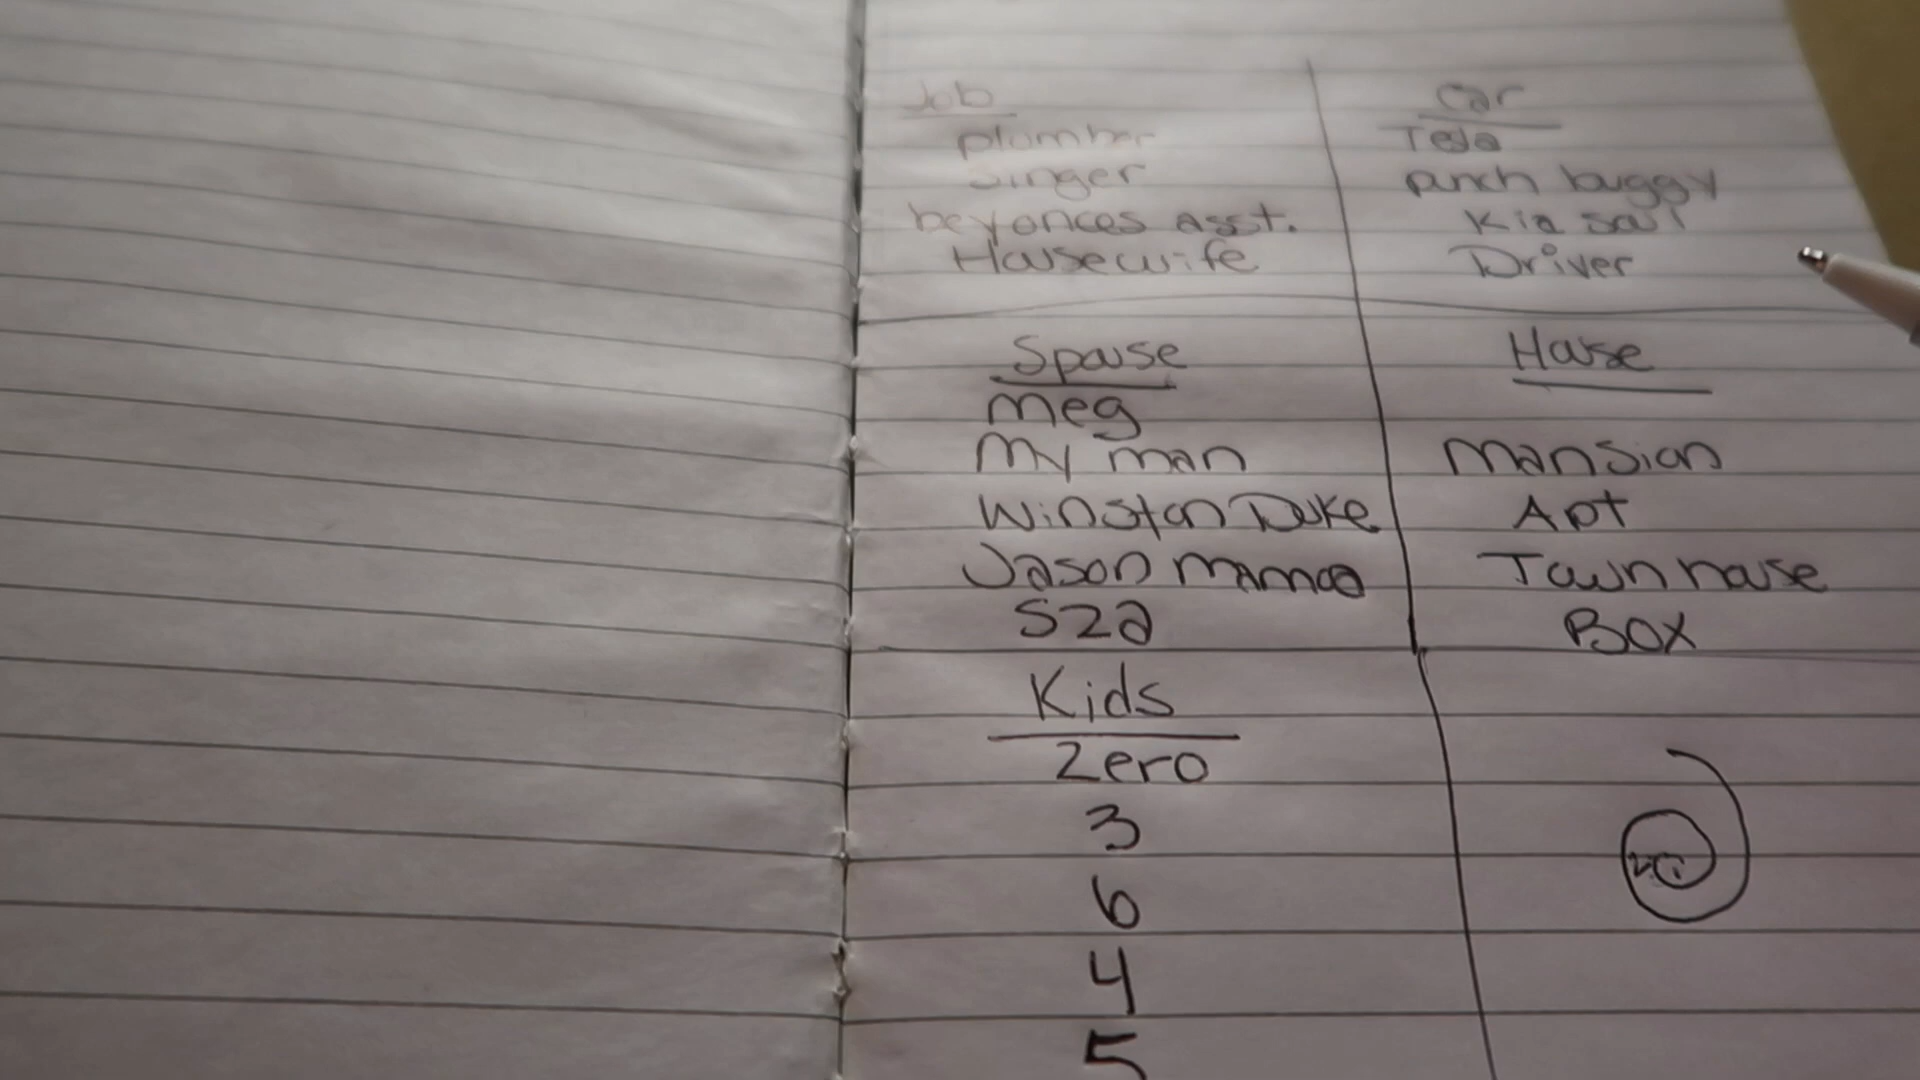 Job
plumber
Singer
beyonces asst.
Housewife
Car
Tesla
punch buggy
Kia soul
Driver
Spouse
Meg
My man
Winston Duke
Jason Mamoa
Sza
House
Mansion
Apt
Town house
Box
Kids
Zero
3
6
4
5